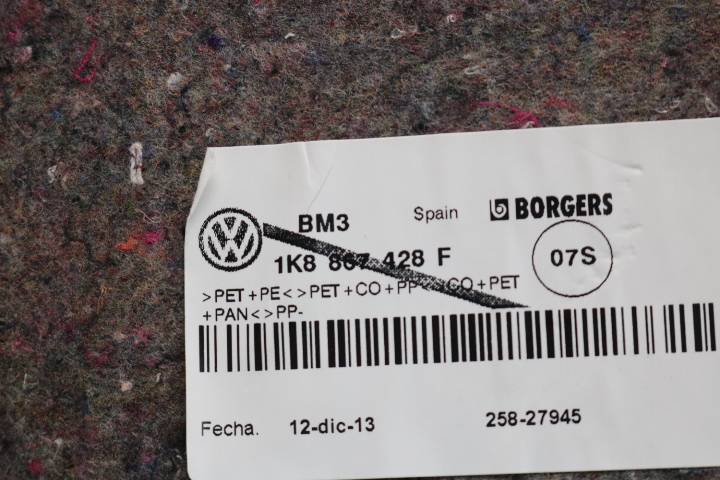 BM3 Spain BORGERS
1K8 867 428 F 07S
>PET+PE<>PET+CO+PP<>CO+PET
+PAN<>PP-
Fecha. 12-dic-13 258-27945